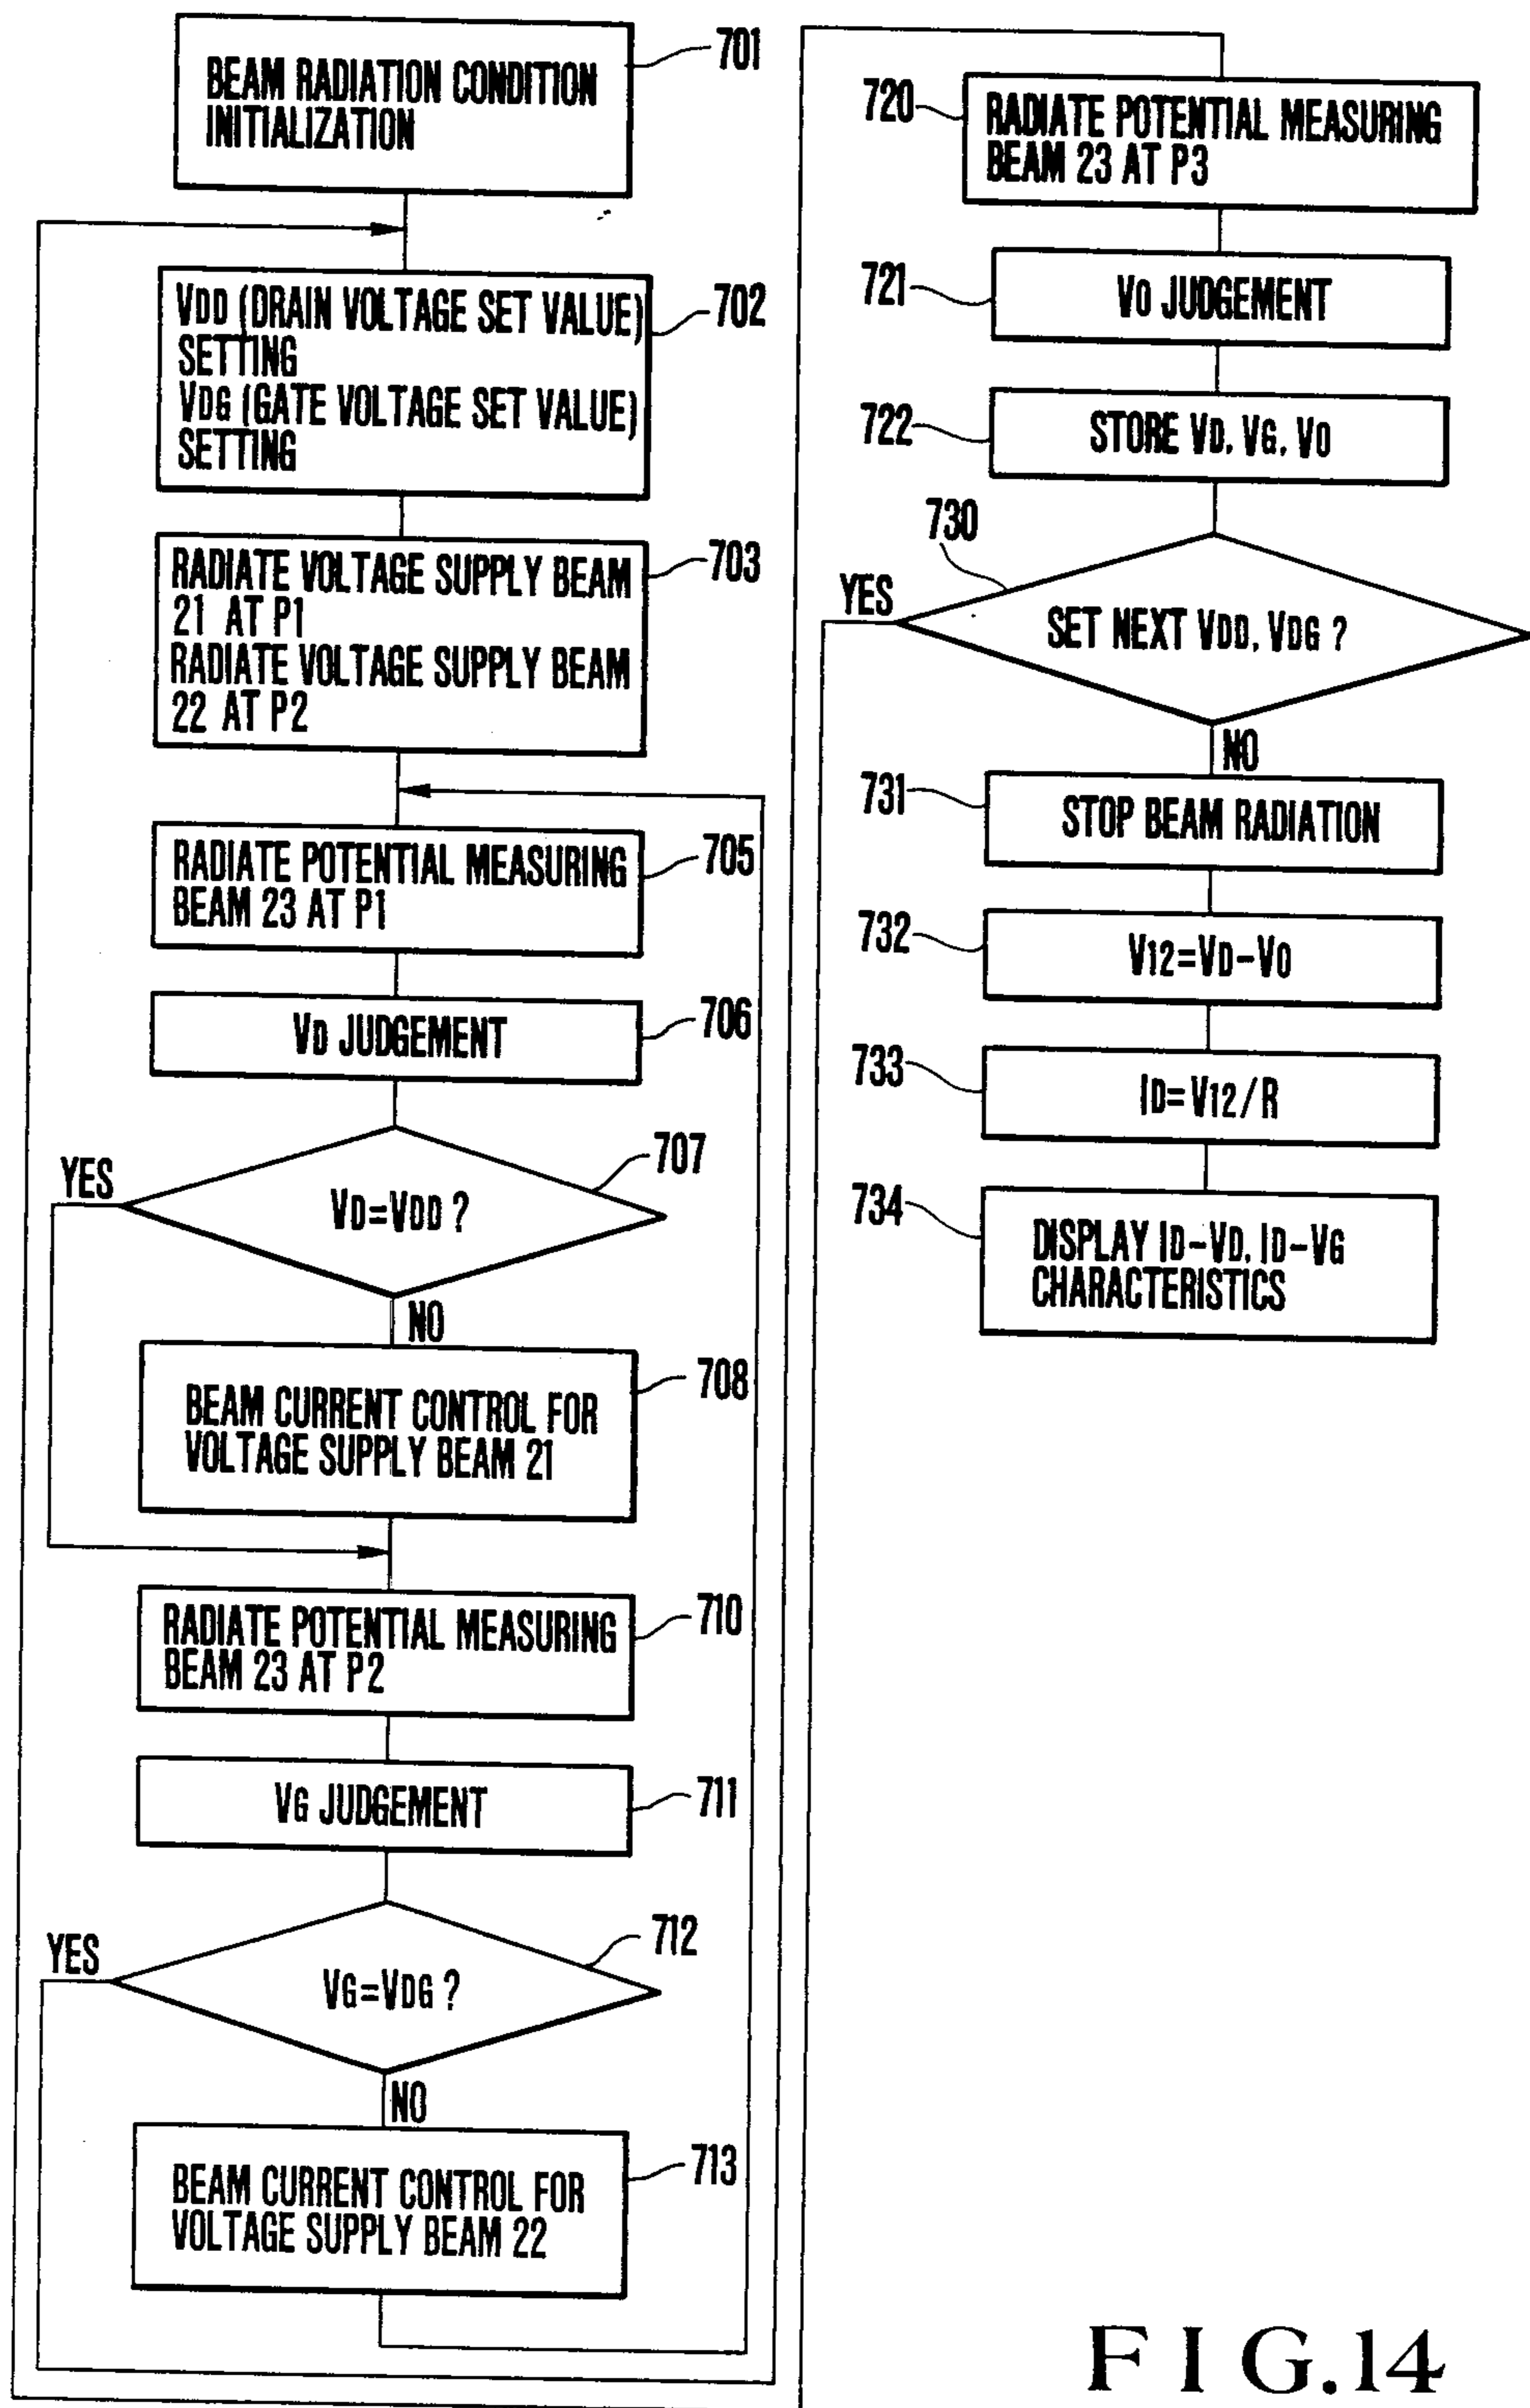 BEAM RADIATION CONDITION
INITIALIZATION
701
VDD (DRAIN VOLTAGE SET VALUE)
SETTING
VDG (GATE VOLTAGE SET VALUE)
SETTING
702
RADIATE VOLTAGE SUPPLY BEAM
21 AT P1
RADIATE VOLTAGE SUPPLY BEAM
22 AT P2
703
RADIATE POTENTIAL MEASURING
BEAM 23 AT P1
705
VD JUDGEMENT
706
VD=VDD ?
707
YES
NO
BEAM CURRENT CONTROL FOR
VOLTAGE SUPPLY BEAM 21
708
RADIATE POTENTIAL MEASURING
BEAM 23 AT P2
710
VG JUDGEMENT
711
VG=VDG ?
712
YES
NO
BEAM CURRENT CONTROL FOR
VOLTAGE SUPPLY BEAM 22
713
720
RADIATE POTENTIAL MEASURING
BEAM 23 AT P3
721
VO JUDGEMENT
722
STORE VD, VG, VO
730
YES
SET NEXT VDD, VDG ?
NO
731
STOP BEAM RADIATION
732
V12=VD-VO
733
ID=V12/R
734
DISPLAY ID-VD, ID-VG
CHARACTERISTICS
FIG.14